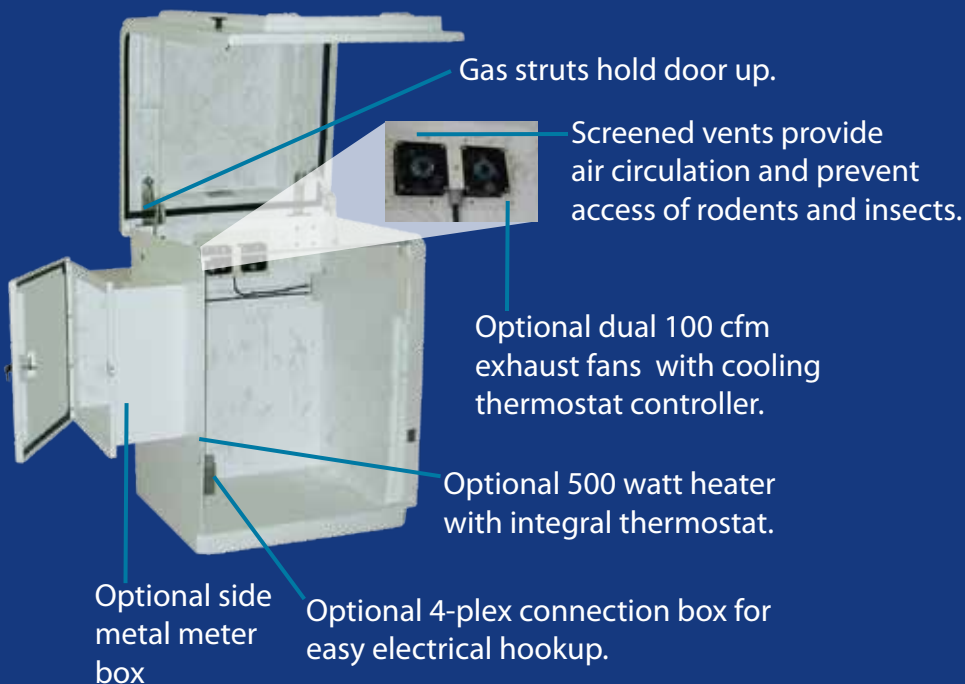 Gas struts hold door up.
Screened vents provide
air circulation and prevent
access of rodents and insects.
Optional dual 100 cfm
exhaust fans  with cooling
thermostat controller.
Optional 500 watt heater
with integral thermostat.
Optional side
metal meter
box
Optional 4-plex connection box for
easy electrical hookup.